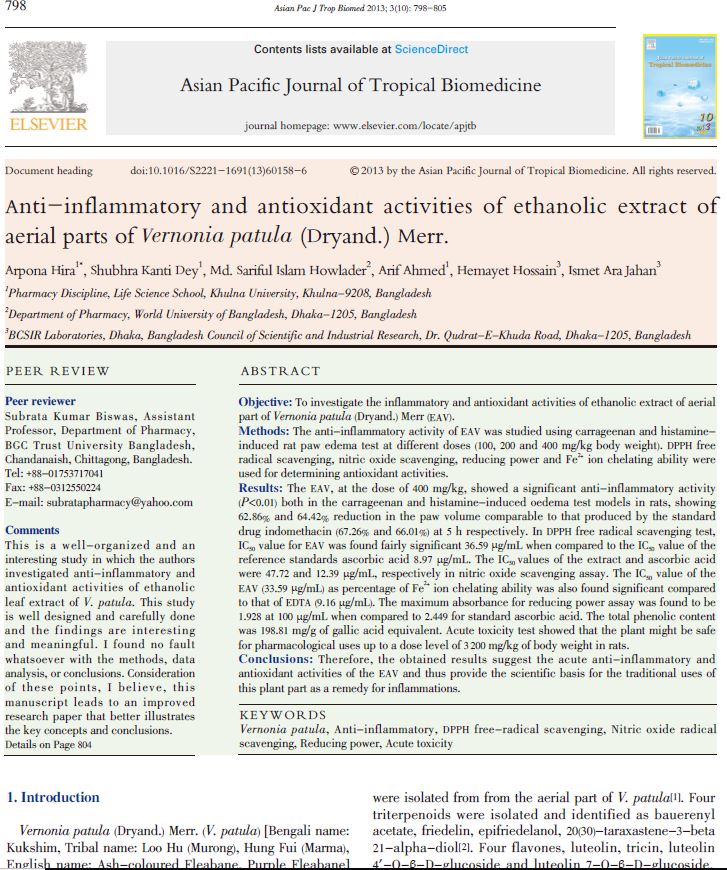 798
Asian Pac J Trop Biomed 2013; 3(10): 798-805
Contents lists available at ScienceDirect
Asian Pacific Journal of Tropical Biomedicine
journal homepage: www.elsevier.com/locate/apjtb
ELSEVIER
Asian Pacific Journal of
Tropical Biomedicine
10
Document heading doi:10.1016/S2221-1691(13)60158-6 © 2013 by the Asian Pacific Journal of Tropical Biomedicine. All rights reserved.
Anti-inflammatory and antioxidant activities of ethanolic extract of
aerial parts of Vernonia patula (Dryand.) Merr.
Arpona Hira1*, Shubhra Kanti Dey1, Md. Sariful Islam Howlader2, Arif Ahmed1, Hemayet Hossain3, Ismet Ara Jahan3
1Pharmacy Discipline, Life Science School, Khulna University, Khulna-9208, Bangladesh
2Department of Pharmacy, World University of Bangladesh, Dhaka-1205, Bangladesh
3BCSIR Laboratories, Dhaka, Bangladesh Council of Scientific and Industrial Research, Dr. Qudrat-E-Khuda Road, Dhaka-1205, Bangladesh
PEER REVIEW
Peer reviewer
Subrata Kumar Biswas, Assistant
Professor, Department of Pharmacy,
BGC Trust University Bangladesh,
Chandanaish, Chittagong, Bangladesh.
Tel: +88-01753717041
Fax: +88-0312550224
E-mail: subratapharmacy@yahoo.com
Comments
This is a well-organized and an
interesting study in which the authors
investigated anti-inflammatory and
antioxidant activities of ethanolic
leaf extract of V. patula. This study
is well designed and carefully done
and the findings are interesting
and meaningful. I found no fault
whatsoever with the methods, data
analysis, or conclusions. Consideration
of these points, I believe, this
manuscript leads to an improved
research paper that better illustrates
the key concepts and conclusions.
Details on Page 804
ABSTRACT
Objective: To investigate the inflammatory and antioxidant activities of ethanolic extract of aerial
part of Vernonia patula (Dryand.) Merr (EAV).
Methods: The anti-inflammatory activity of EAV was studied using carrageenan and histamine-
induced rat paw edema test at different doses (100, 200 and 400 mg/kg body weight). DPPH free
radical scavenging, nitric oxide scavenging, reducing power and Fe2+ ion chelating ability were
used for determining antioxidant activities.
Results: The EAV, at the dose of 400 mg/kg, showed a significant anti-inflammatory activity
(P<0.01) both in the carrageenan and histamine-induced oedema test models in rats, showing
62.86% and 64.42% reduction in the paw volume comparable to that produced by the standard
drug indomethacin (67.26% and 66.01%) at 5 h respectively. In DPPH free radical scavenging test,
IC50 value for EAV was found fairly significant 36.59 μg/mL when compared to the IC50 value of the
reference standards ascorbic acid 8.97 μg/mL. The IC50 values of the extract and ascorbic acid
were 47.72 and 12.39 μg/mL, respectively in nitric oxide scavenging assay. The IC50 value of the
EAV (33.59 μg/mL) as percentage of Fe2+ ion chelating ability was also found significant compared
to that of EDTA (9.16 μg/mL). The maximum absorbance for reducing power assay was found to be
1.928 at 100 μg/mL when compared to 2.449 for standard ascorbic acid. The total phenolic content
was 198.81 mg/g of gallic acid equivalent. Acute toxicity test showed that the plant might be safe
for pharmacological uses up to a dose level of 3200 mg/kg of body weight in rats.
Conclusions: Therefore, the obtained results suggest the acute anti-inflammatory and
antioxidant activities of the EAV and thus provide the scientific basis for the traditional uses of
this plant part as a remedy for inflammations.
KEYWORDS
Vernonia patula, Anti-inflammatory, DPPH free-radical scavenging, Nitric oxide radical
scavenging, Reducing power, Acute toxicity
1. Introduction
Vernonia patula (Dryand.) Merr. (V. patula) [Bengali name:
Kukshim, Tribal name: Loo Hu (Murong), Hung Fui (Marma),
English name: Ash-coloured Fleabane, Purple Fleabane]
were isolated from from the aerial part of V. patula[1]. Four
triterpenoids were isolated and identified as bauerenyl
acetate, friedelin, epifriedelanol, 20(30)-taraxastene-3-beta
21-alpha-diol[2]. Four flavones, luteolin, tricin, luteolin
4′-O-β-D-glucoside and luteolin 7-O-β-D-glucoside.